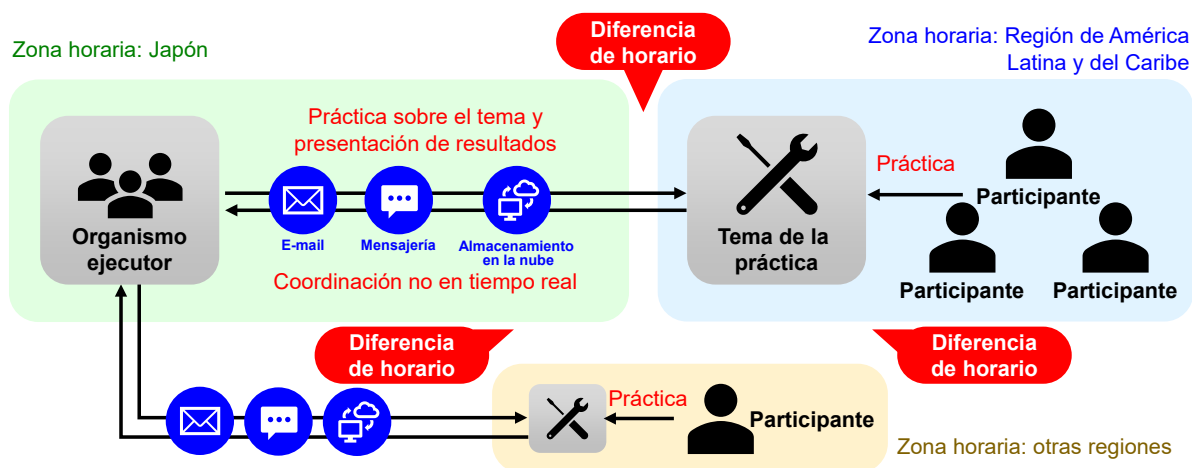 Zona horaria: Japón
Diferencia
de horario
Zona horaria: Región de América
Latina y del Caribe
Práctica sobre el tema y
presentación de resultados
Organismo
ejecutor
E-mail
Mensajería
Almacenamiento
en la nube
Coordinación no en tiempo real
Tema de la
práctica
Práctica
Participante
Participante
Participante
Diferencia
de horario
Diferencia
de horario
Práctica
Participante
Zona horaria: otras regiones